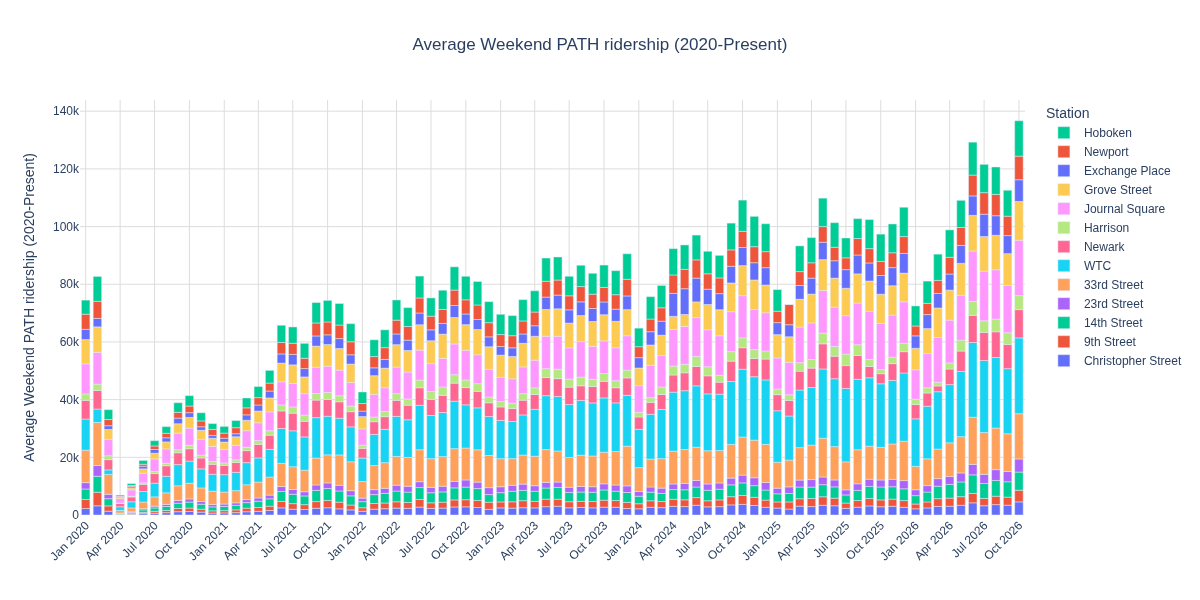 Average Weekend PATH ridership (2020-Present)
Average Weekend PATH ridership (2020-Present)
140k
120k
100k
80k
60k
40k
20k
0
Jan 2020
Apr 2020
Jul 2020
Oct 2020
Jan 2021
Apr 2021
Jul 2021
Oct 2021
Jan 2022
Apr 2022
Jul 2022
Oct 2022
Jan 2023
Apr 2023
Jul 2023
Oct 2023
Jan 2024
Apr 2024
Jul 2024
Oct 2024
Jan 2025
Apr 2025
Jul 2025
Oct 2025
Jan 2026
Apr 2026
Jul 2026
Oct 2026
Station
Hoboken
Newport
Exchange Place
Grove Street
Journal Square
Harrison
Newark
WTC
33rd Street
23rd Street
14th Street
9th Street
Christopher Street